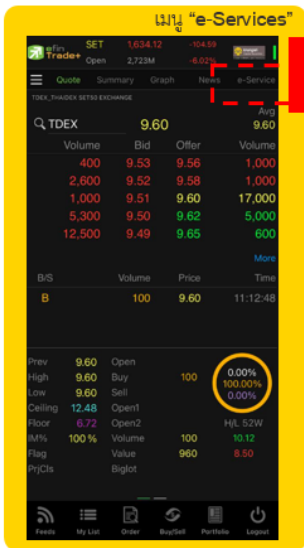 เมนู "e-Services"
efin Trade+ SET 1,634.12 -104.59
Open 2,723M -6.02%
Quote Summary Graph News e-Service
TDEX_THAIDEX SET50 EXCHANGE
Avg
TDEX 9.60 9.60
Volume Bid Offer Volume
400 9.53 9.56 1,000
2,600 9.52 9.58 1,000
1,000 9.51 9.60 17,000
5,300 9.50 9.62 5,000
12,500 9.49 9.65 600
More
B/S Volume Price Time
B 100 9.60 11:12:48
Prev 9.60 Open 0.00%
High 9.60 Buy 100 100.00%
Low 9.60 Sell 0.00%
Ceiling 12.48 Open1
Floor 6.72 Open2 H/L 52W
IM% 100 % Volume 100 10.12
Flag Value 960 8.50
PrjCls Biglot
Feeds My List Order Buy/Sell Portfolio Logout